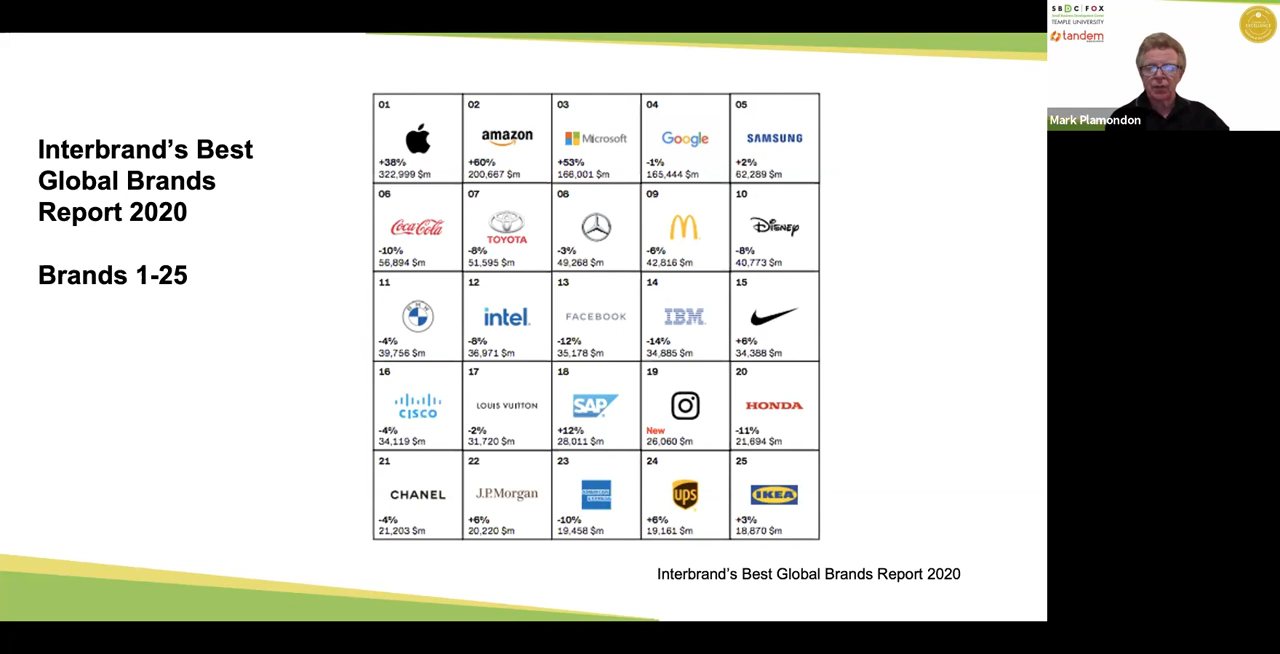 Interbrand's Best
Global Brands
Report 2020
Brands 1-25
01
+38%
322,999 $m
02
amazon
+60%
200,667 $m
03
Microsoft
+53%
166,001 $m
04
Google
-1%
165,444 $m
05
SAMSUNG
+2%
62,289 $m
06
Coca-Cola
-10%
56,894 $m
07
TOYOTA
-8%
51,595 $m
08
-3%
49,268 $m
09
-6%
42,816 $m
10
Disney
-8%
40,773 $m
11
BMW
-4%
39,756 $m
12
intel.
-8%
36,971 $m
13
FACEBOOK
-12%
35,178 $m
14
IBM.
-14%
34,885 $m
15
+6%
34,388 $m
16
CISCO
-4%
34,119 $m
17
LOUIS VUITTON
-2%
31,720 $m
18
SAP
+12%
28,011 $m
19
New
26,060 $m
20
HONDA
-11%
21,694 $m
21
CHANEL
-4%
21,203 $m
22
J.P.Morgan
+6%
20,220 $m
23
AMERICAN
EXPRESS
-10%
19,458 $m
24
ups
+6%
19,161 $m
25
IKEA
+3%
18,870 $m
Interbrand's Best Global Brands Report 2020
SBDC | FOX
Small Business Development Center
TEMPLE UNIVERSITY
tandem
EXCELLENCE
Mark Plamondon